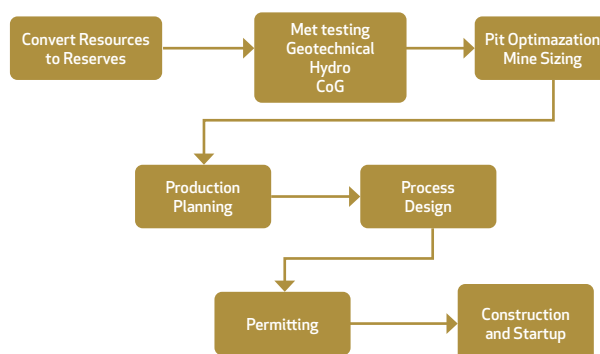 Convert Resources
to Reserves
Met testing
Geotechnical
Hydro
CoG
Pit Optimazation
Mine Sizing
Production
Planning
Process
Design
Permitting
Construction
and Startup